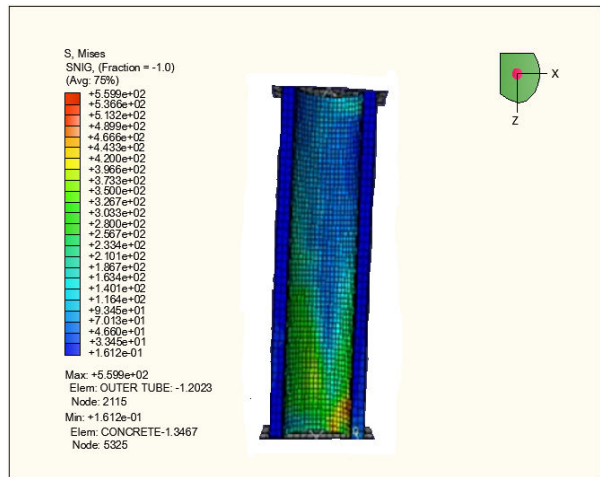 S, Mises
SNIG, (Fraction = -1.0)
(Avg: 75%)
+5.599e+02
+5.366e+02
+5.132e+02
+4.899e+02
+4.666e+02
+4.433e+02
+4.200e+02
+3.966e+02
+3.733e+02
+3.500e+02
+3.267e+02
+3.033e+02
+2.800e+02
+2.567e+02
+2.334e+02
+2.101e+02
+1.867e+02
+1.634e+02
+1.401e+02
+1.164e+02
+9.345e+01
+7.013e+01
+4.660e+01
+3.345e+01
+1.612e-01
Max: +5.599e+02
Elem: OUTER TUBE: -1.2023
Node: 2115
Min: +1.612e-01
Elem: CONCRETE-1.3467
Node: 5325
X
Z